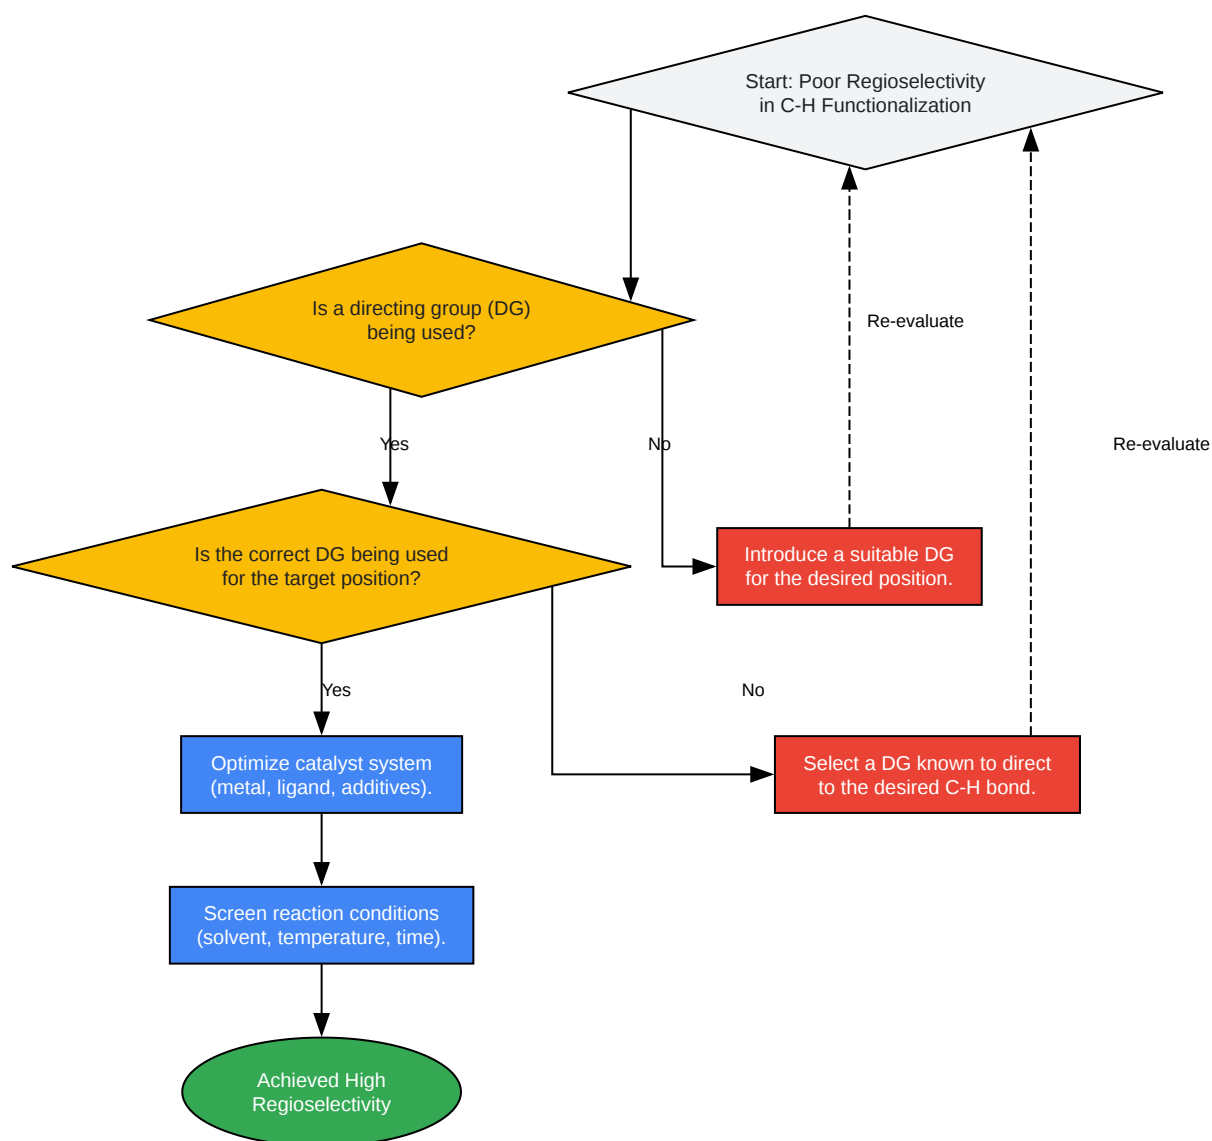 Start: Poor Regioselectivity
in C-H Functionalization
Is a directing group (DG)
being used?
Re-evaluate
Yes
No
Re-evaluate
Is the correct DG being used
for the target position?
Introduce a suitable DG
for the desired position.
Yes
No
Optimize catalyst system
(metal, ligand, additives).
Select a DG known to direct
to the desired C-H bond.
Screen reaction conditions
(solvent, temperature, time).
Achieved High
Regioselectivity